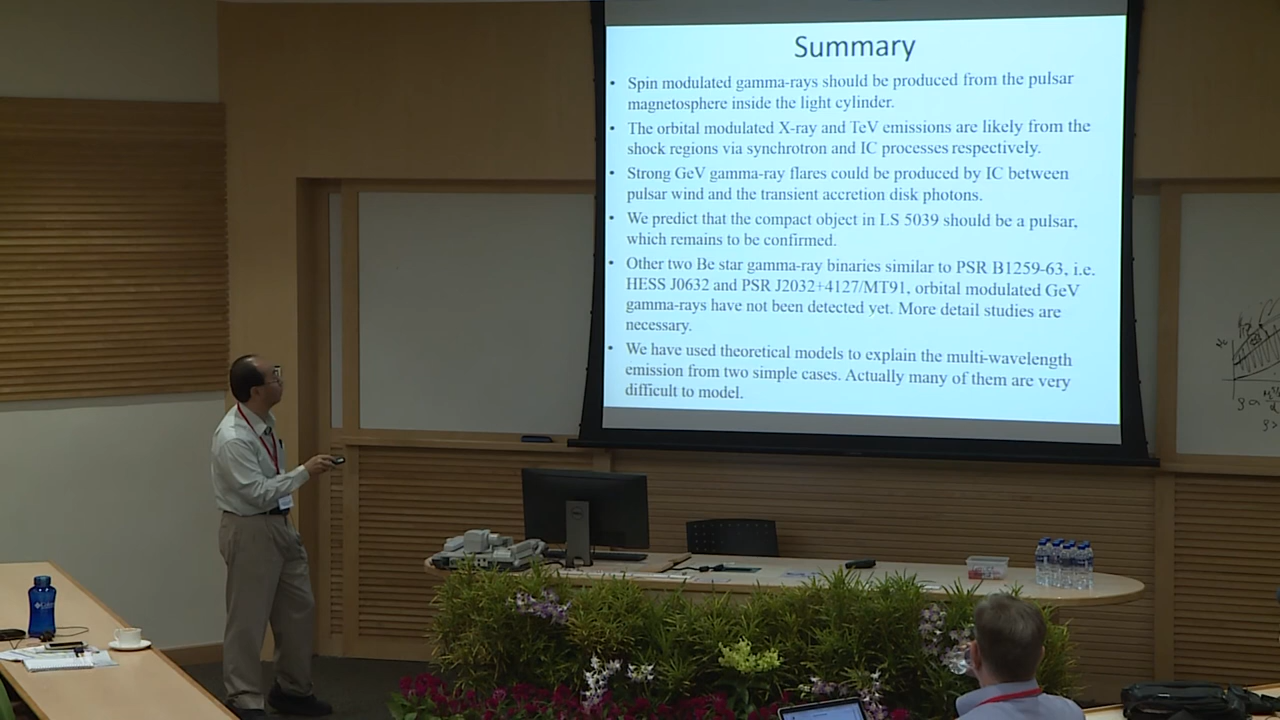 Summary
• Spin modulated gamma-rays should be produced from the pulsar
magnetosphere inside the light cylinder.
• The orbital modulated X-ray and TeV emissions are likely from the
shock regions via synchrotron and IC processes respectively.
• Strong GeV gamma-ray flares could be produced by IC between
pulsar wind and the transient accretion disk photons.
• We predict that the compact object in LS 5039 should be a pulsar,
which remains to be confirmed.
• Other two Be star gamma-ray binaries similar to PSR B1259-63, i.e.
HESS J0632 and PSR J2032+4127/MT91, orbital modulated GeV
gamma-rays have not been detected yet. More detail studies are
necessary.
• We have used theoretical models to explain the multi-wavelength
emission from two simple cases. Actually many of them are very
difficult to model.